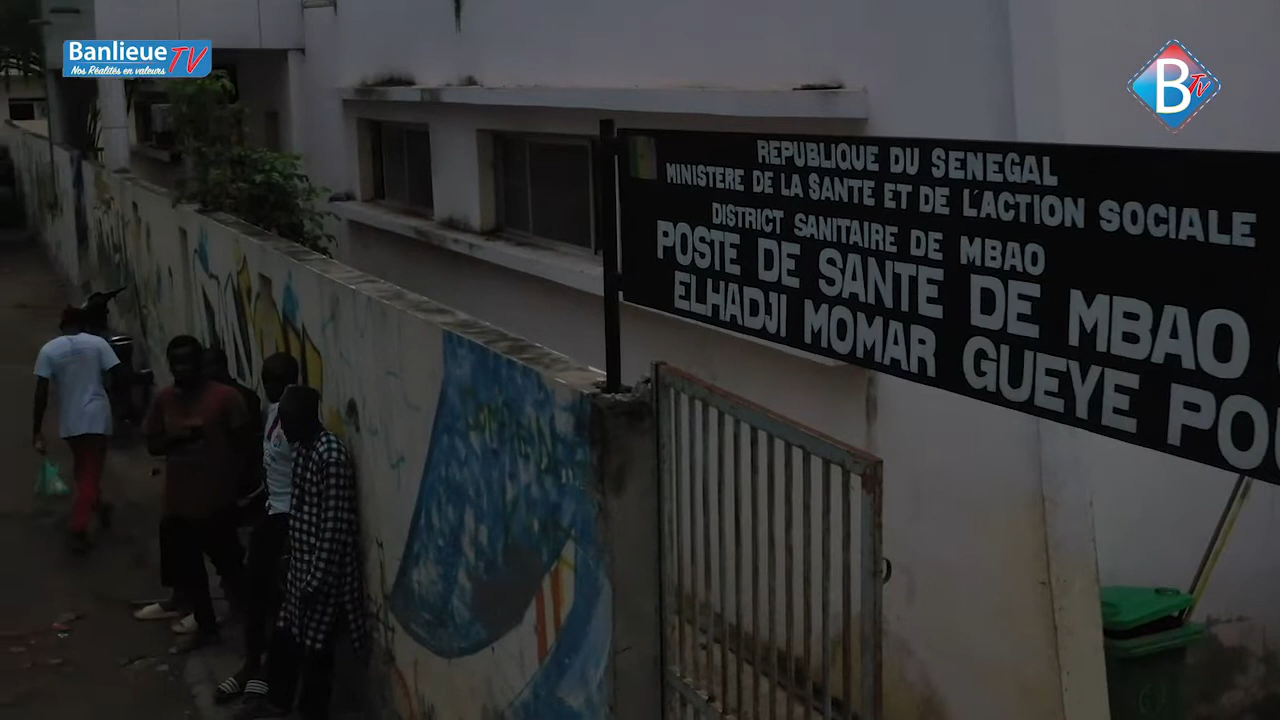 Banlieue TV
Nos Réalités en valeurs
B TV
REPUBLIQUE DU SENEGAL
MINISTERE DE LA SANTE ET DE L'ACTION SOCIALE
DISTRICT SANITAIRE DE MBAO
POSTE DE SANTE DE MBAO
ELHADJI MOMAR GUEYE